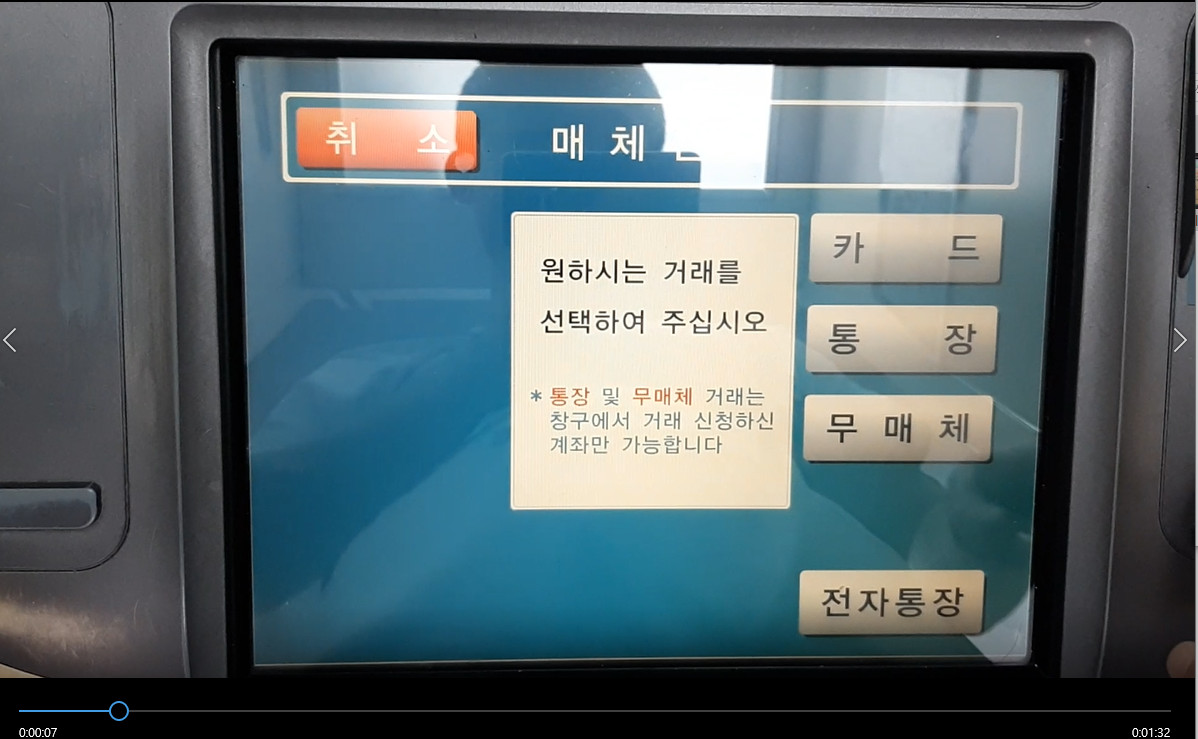 취 소
매 체
원하시는 거래를
선택하여 주십시오
* 통장 및 무매체 거래는
창구에서 거래 신청하신
계좌만 가능합니다
카 드
통 장
무 매 체
전자통장
0:00:07
0:01:32